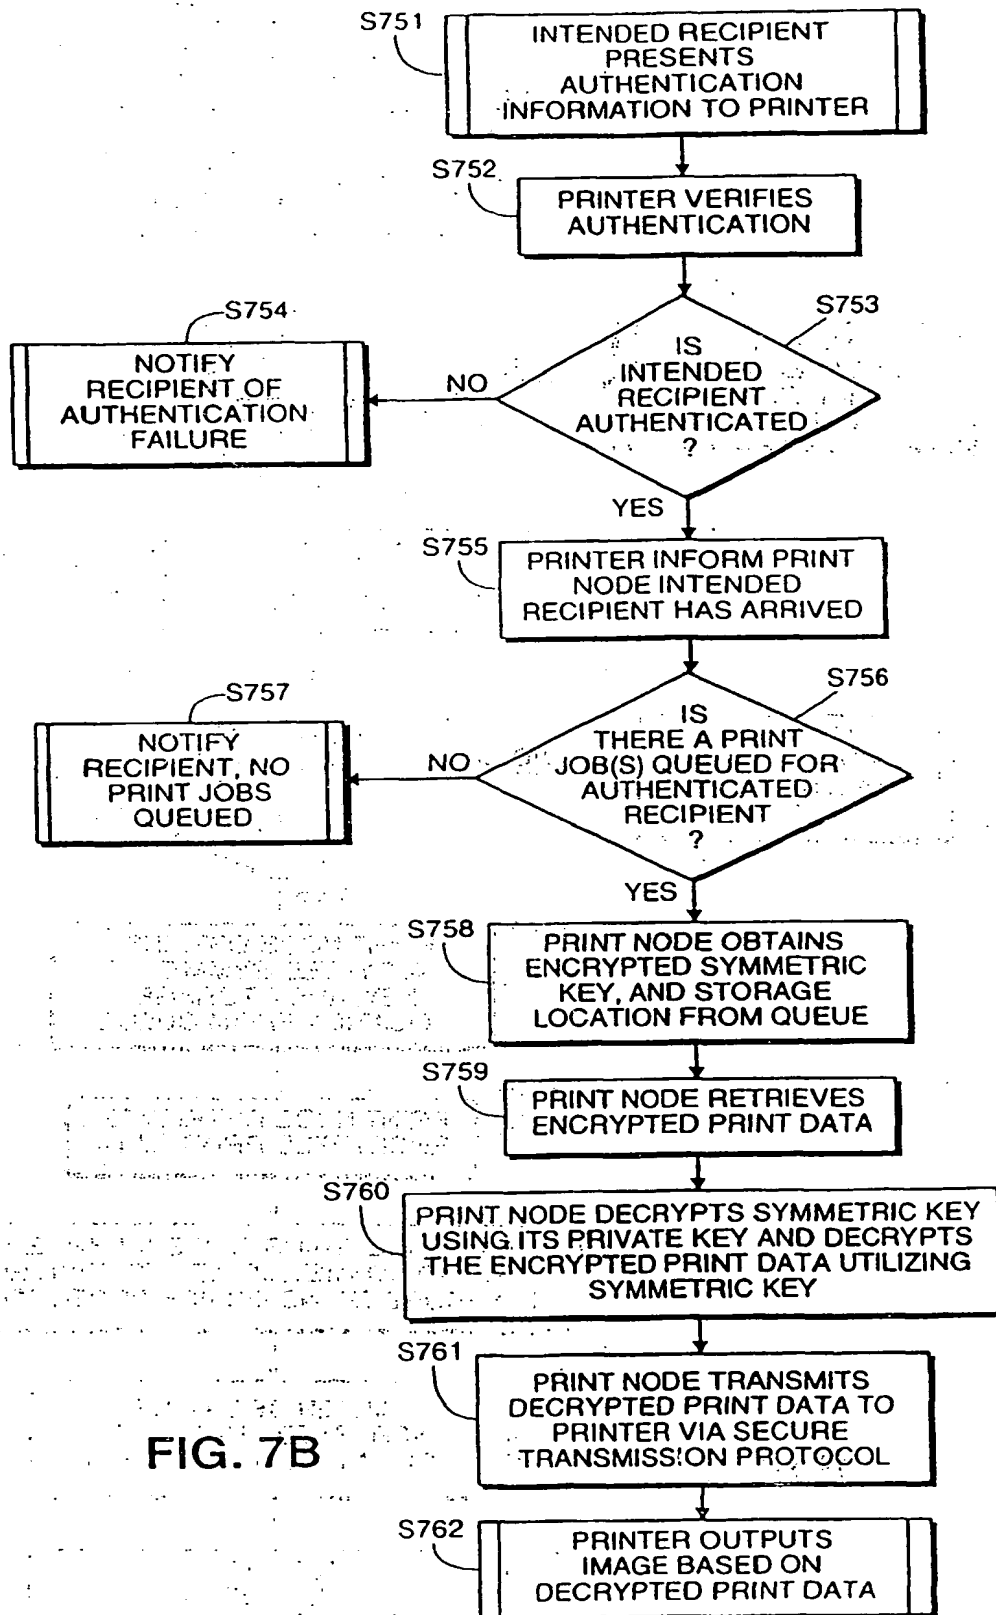 S751
INTENDED RECIPIENT
PRESENTS
AUTHENTICATION
INFORMATION TO PRINTER
S752
PRINTER VERIFIES
AUTHENTICATION
S753
IS
INTENDED
RECIPIENT
AUTHENTICATED
?
NO
S754
NOTIFY
RECIPIENT OF
AUTHENTICATION
FAILURE
YES
S755
PRINTER INFORM PRINT
NODE INTENDED
RECIPIENT HAS ARRIVED
S756
IS
THERE A PRINT
JOB(S) QUEUED FOR
AUTHENTICATED
RECIPIENT
?
NO
S757
NOTIFY
RECIPIENT, NO
PRINT JOBS
QUEUED
YES
S758
PRINT NODE OBTAINS
ENCRYPTED SYMMETRIC
KEY, AND STORAGE
LOCATION FROM QUEUE
S759
PRINT NODE RETRIEVES
ENCRYPTED PRINT DATA
S760
PRINT NODE DECRYPTS SYMMETRIC KEY
USING ITS PRIVATE KEY AND DECRYPTS
THE ENCRYPTED PRINT DATA UTILIZING
SYMMETRIC KEY
S761
PRINT NODE TRANSMITS
DECRYPTED PRINT DATA TO
PRINTER VIA SECURE
TRANSMISSION PROTOCOL
FIG. 7B
S762
PRINTER OUTPUTS
IMAGE BASED ON
DECRYPTED PRINT DATA